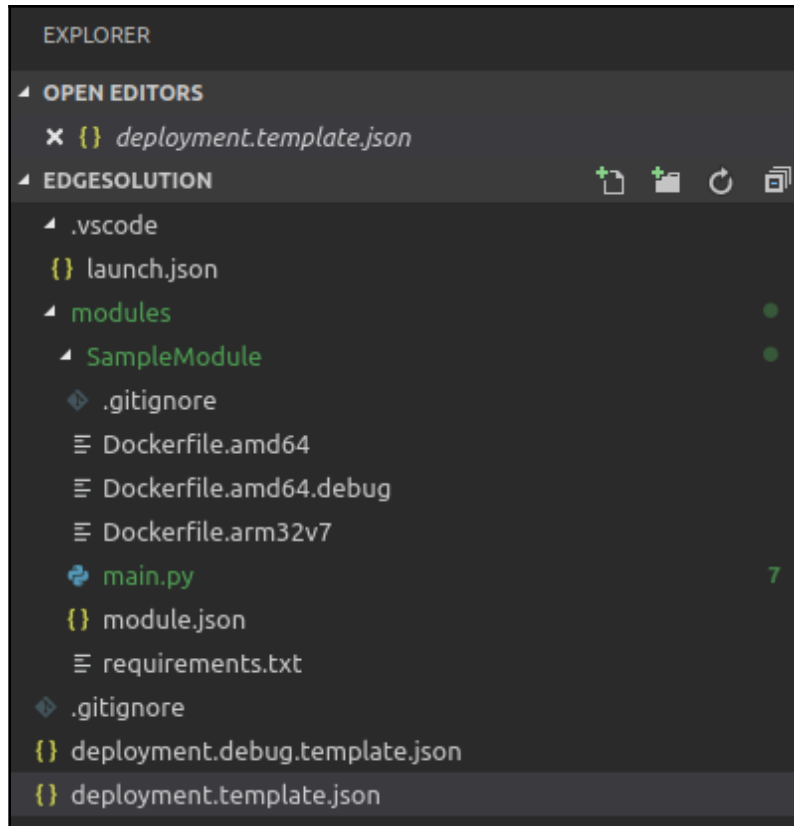 EXPLORER
OPEN EDITORS
deployment.template.json
EDGESOLUTION
.vscode
{} launch.json
modules
SampleModule
.gitignore
Dockerfile.amd64
Dockerfile.amd64.debug
Dockerfile.arm32v7
main.py 7
{} module.json
requirements.txt
.gitignore
{} deployment.debug.template.json
{} deployment.template.json